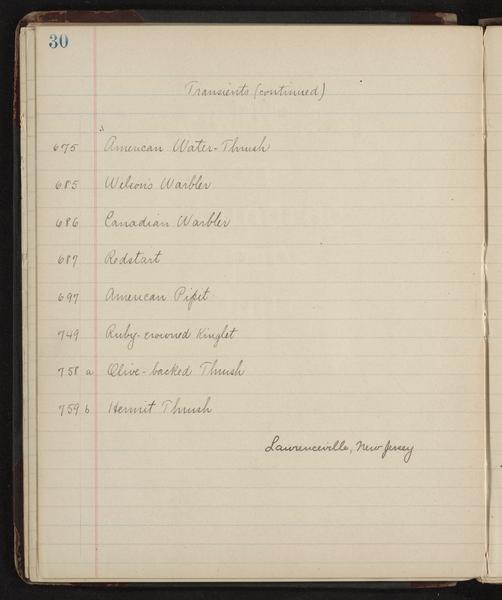 30
Transients (continued)
675 American Water-Thrush
685 Wilson's Warbler
686 Canadian Warbler
687 Redstart
697 American Pipit
749 Ruby-crowned Kinglet
758 a Olive-backed Thrush
759 b Hermit Thrush
Lawrenceville, New Jersey